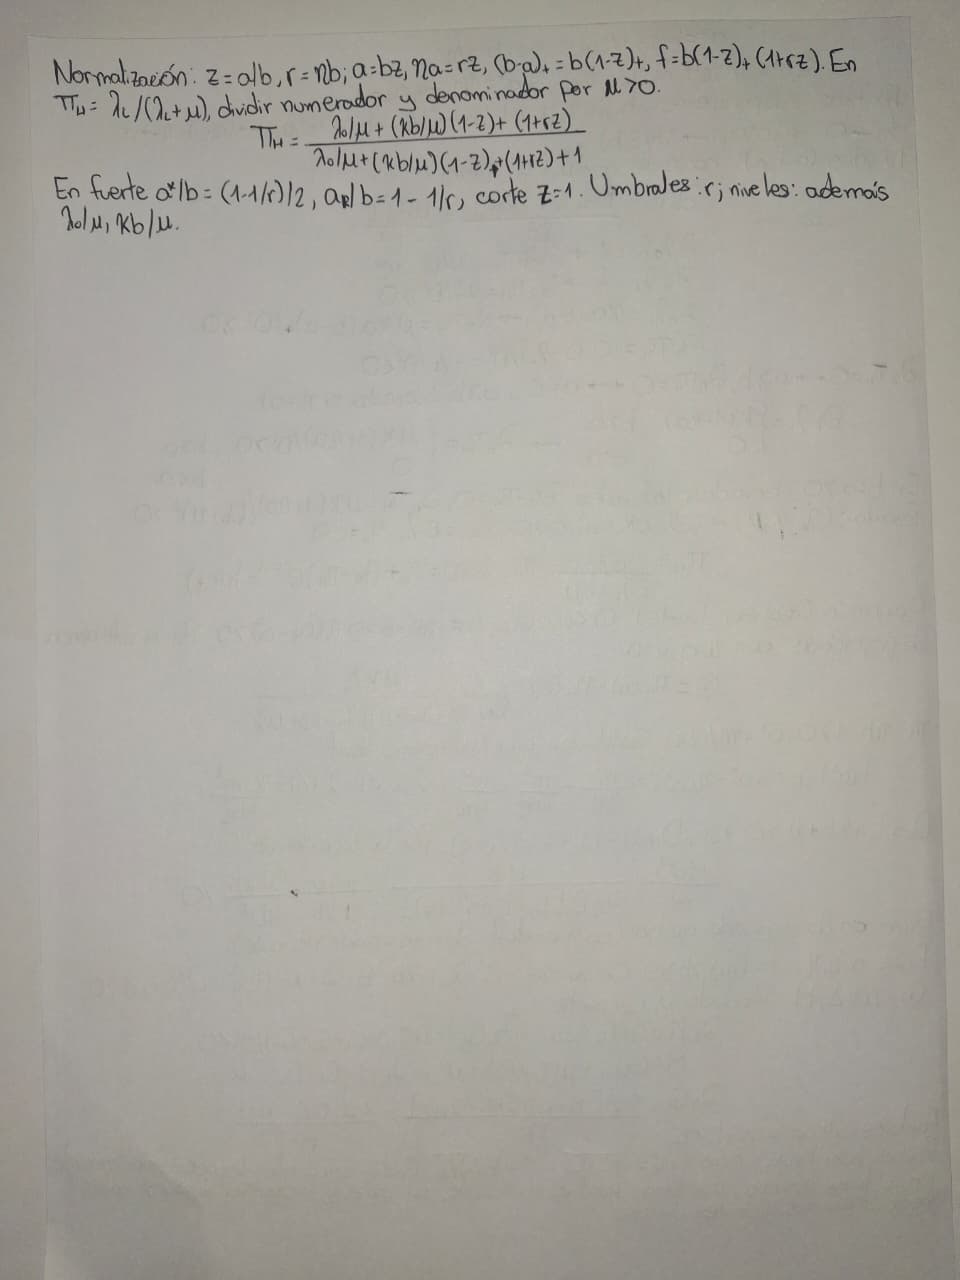 Normalización: z = a/b, r = ηb; a = bz, ηa = rz, (b-a)₊ = b(1-z)₊, f = b(1-z)₊ (1+rz). En
Π_H = λ_L/(λ_L+μ), dividir numerador y denominador por μ > 0.
Π_H = λ₀/μ + (κb/μ)(1-z)₊ (1+rz)
λ₀/μ + (κb/μ)(1-z)₊(1+rz) + 1
En fuerte a*/b = (1-1/r)/2, a_R/b = 1 - 1/r, corte z = 1. Umbrales: r; niveles: además
λ₀/μ, κb/μ.